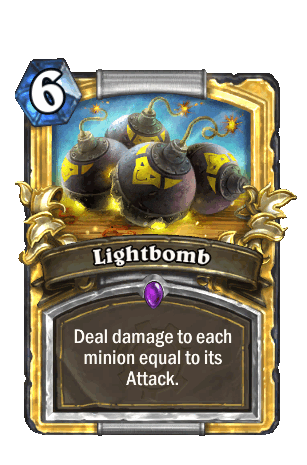 6
Lightbomb
Deal damage to each
minion equal to its
Attack.